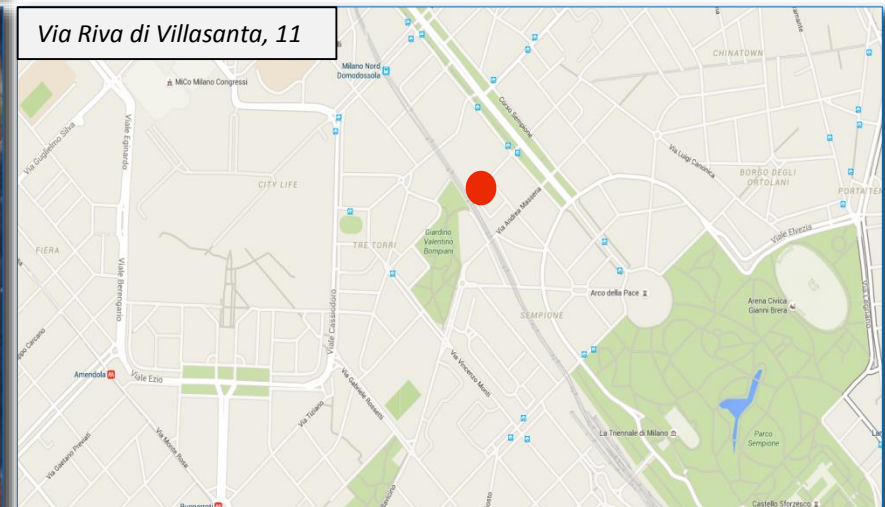 Via Riva di Villasanta, 11
CHINATOWN
Milano Nord
Domodossola
MiCo Milano Congressi
Corso Sempione
Via Guglielmo Silva
Viale Eginardo
Via Luigi Canonica
CITY LIFE
BORGO DEGLI
ORTOLANI
Via Andrea Massena
Giardino
Valentino
Bompiani
TRE TORRI
FIERA
Viale Elvezia
Viale Berengario
Viale Cassiodoro
Arco della Pace
Arena Civica
Gianni Brera
Via Legnano
SEMPIONE
Amendola
Viale Ezio
Via Vincenzo Monti
Via Gabriele Rossetti
Via Tiziano
Via Monte Rosa
Via Gaetano Previati
La Triennale di Milano
Parco
Sempione
Buonarroti
Castello Sforzesco